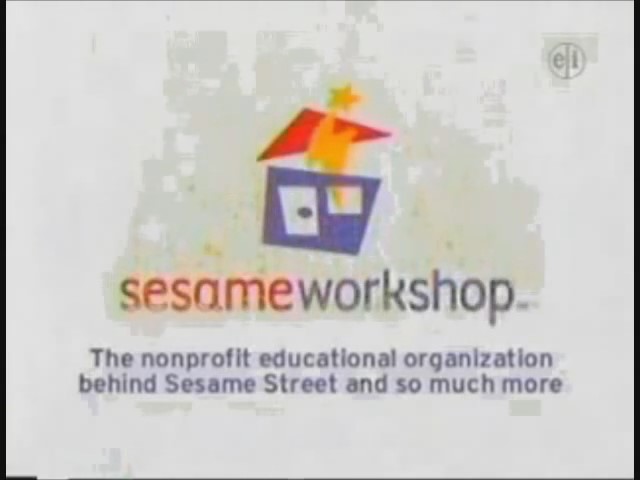 e|i
sesameworkshop
The nonprofit educational organization
behind Sesame Street and so much more